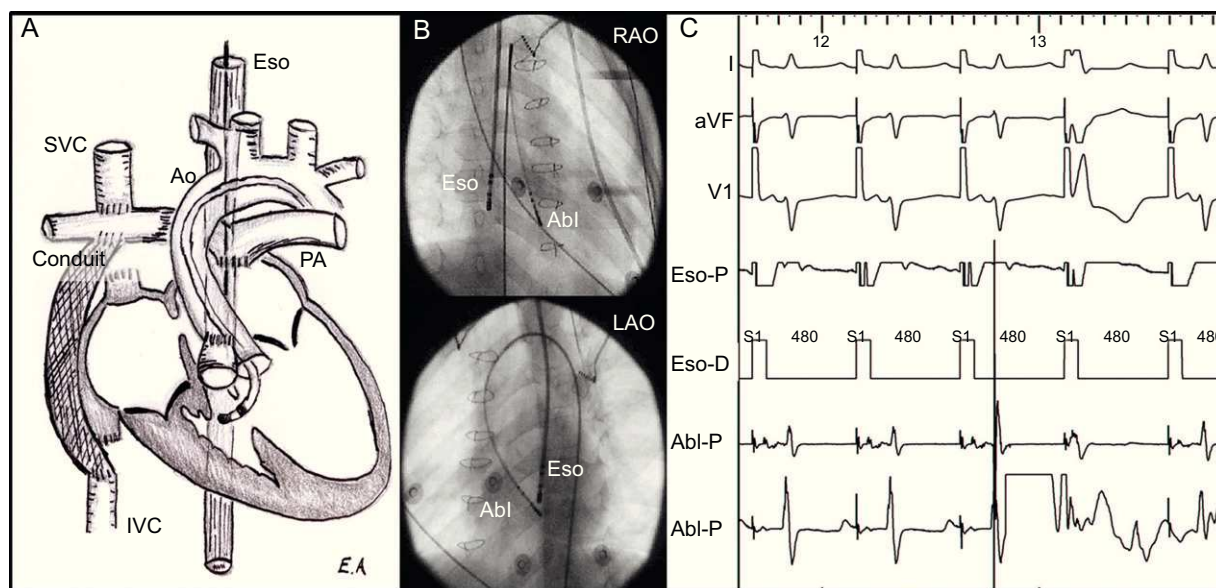 A
Eso
SVC
Ao
Conduit
PA
IVC
E.A
B
RAO
Eso
Abl
LAO
Eso
Abl
C
12 13
I
aVF
V1
Eso-P
S1 480 S1 480 S1 480 S1 480 S1 480
Eso-D
Abl-P
Abl-P